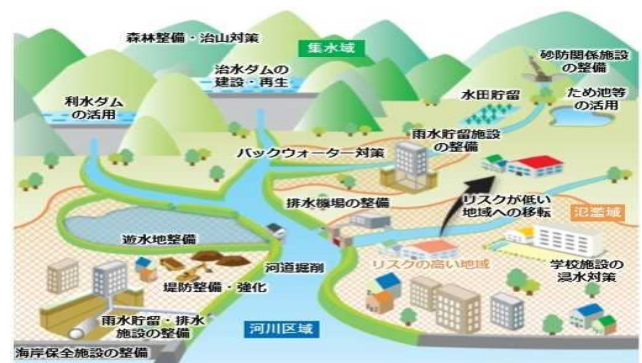 森林整備・治山対策
集水域
砂防関係施設
の整備
治水ダムの
建設・再生
利水ダム
の活用
水田貯留
ため池等
の活用
雨水貯留施設
の整備
バックウォーター対策
排水機場の整備
リスクが低い
地域への移転
氾濫域
遊水地整備
河道掘削
リスクの高い地域
学校施設の
浸水対策
堤防整備・強化
雨水貯留・排水
施設の整備
河川区域
海岸保全施設の整備